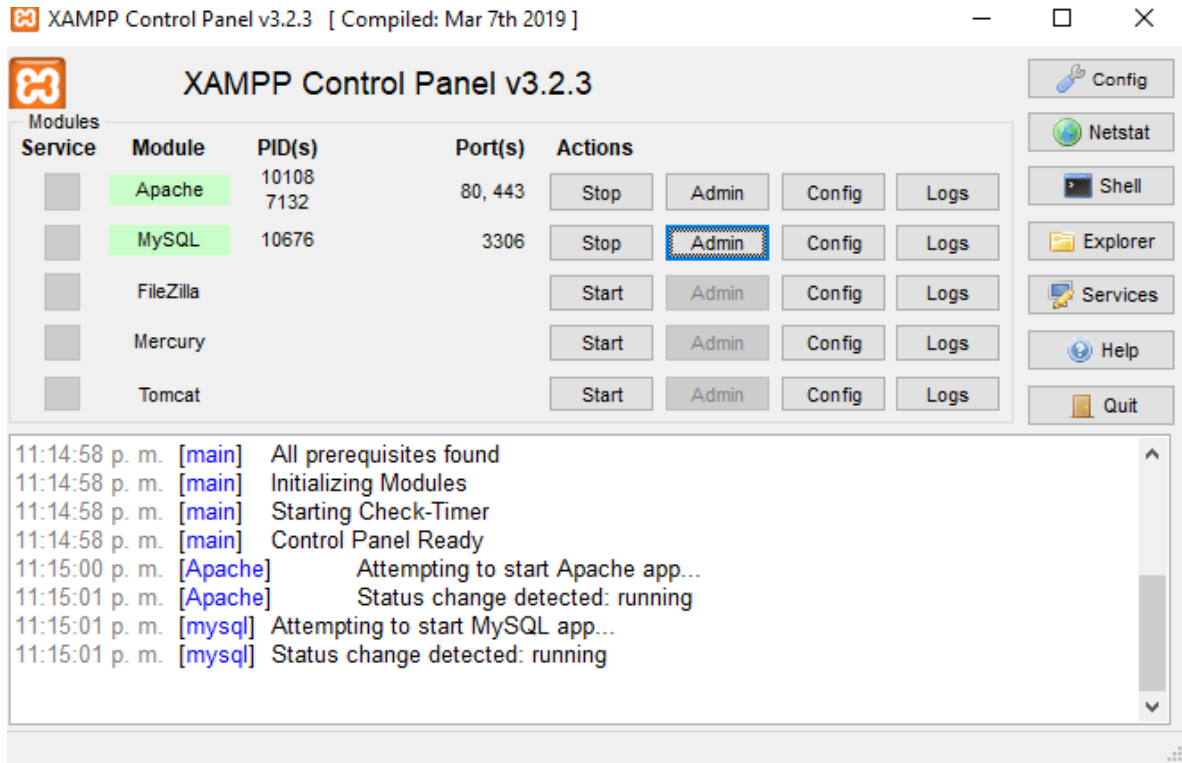 XAMPP Control Panel v3.2.3 [ Compiled: Mar 7th 2019 ]
XAMPP Control Panel v3.2.3
Config
Modules
Service Module PID(s) Port(s) Actions
Netstat
Apache 10108 7132 80, 443 Stop Admin Config Logs
Shell
MySQL 10676 3306 Stop Admin Config Logs
Explorer
FileZilla Start Admin Config Logs
Services
Mercury Start Admin Config Logs
Help
Tomcat Start Admin Config Logs
Quit
11:14:58 p. m. [main] All prerequisites found
11:14:58 p. m. [main] Initializing Modules
11:14:58 p. m. [main] Starting Check-Timer
11:14:58 p. m. [main] Control Panel Ready
11:15:00 p. m. [Apache] Attempting to start Apache app...
11:15:01 p. m. [Apache] Status change detected: running
11:15:01 p. m. [mysql] Attempting to start MySQL app...
11:15:01 p. m. [mysql] Status change detected: running